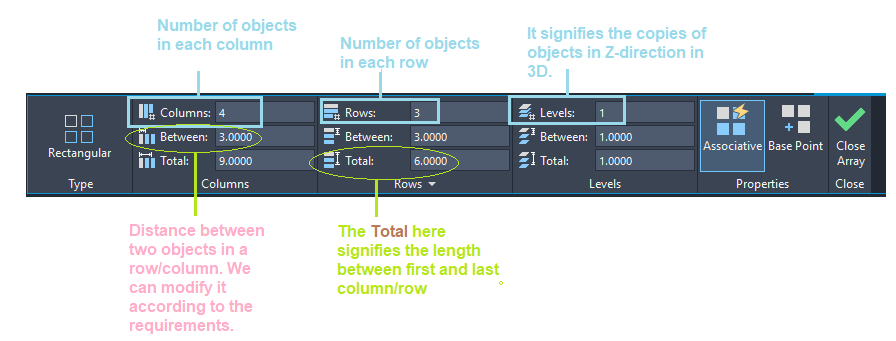 Number of objects
in each column
Number of objects
in each row
It signifies the copies of
objects in Z-direction in
3D.
Columns: 4
Rows: 3
Levels: 1
Between: 3.0000
Between: 3.0000
Between: 1.0000
Rectangular
Associative
Base Point
Close
Array
Total: 9.0000
Total: 6.0000
Total: 1.0000
Type
Columns
Rows
Levels
Properties
Close
Distance between
two objects in a
row/column. We
can modify it
according to the
requirements.
The Total here
signifies the length
between first and last
column/row